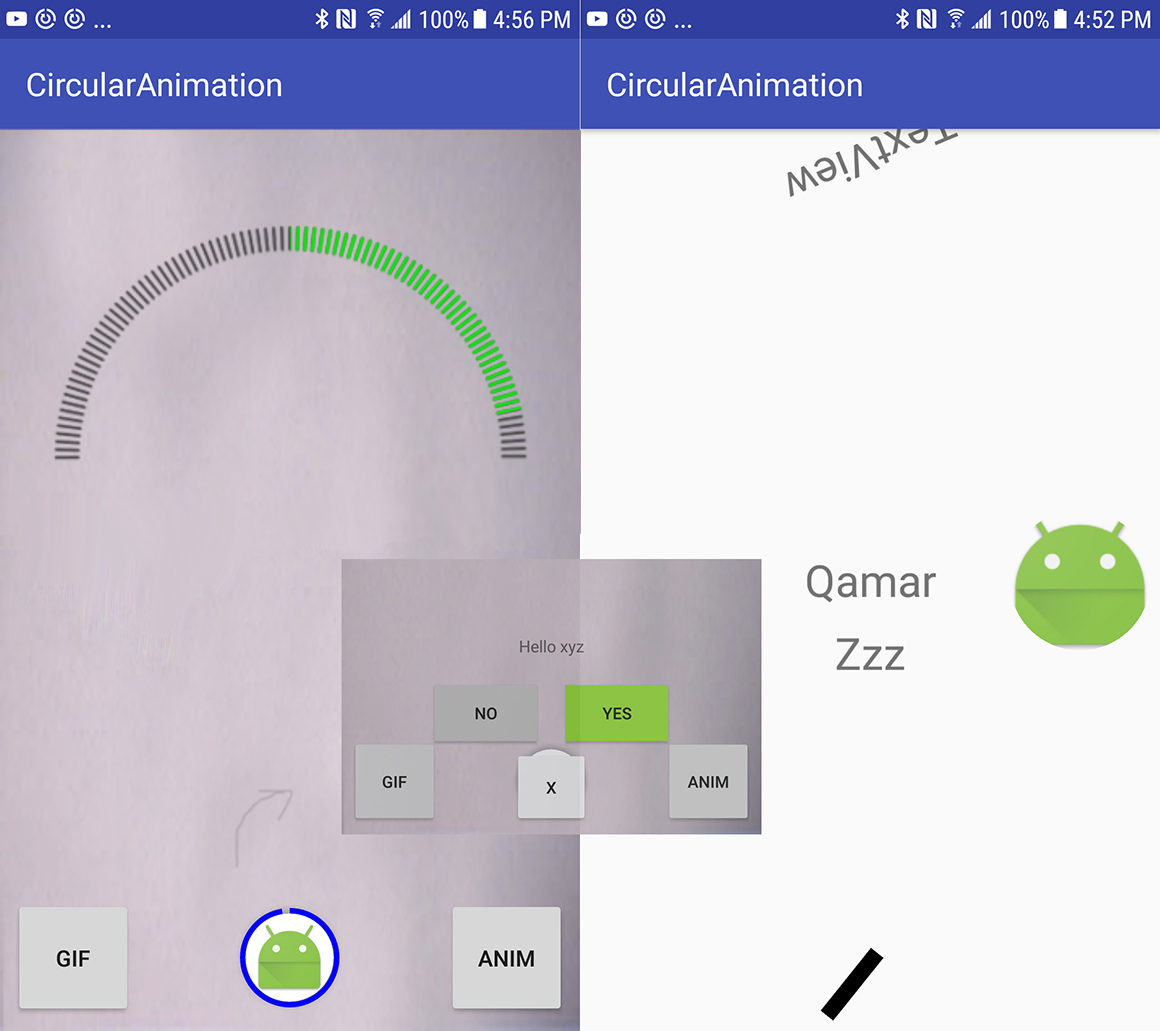 ... 100% 4:56 PM
CircularAnimation
GIF
ANIM
... 100% 4:52 PM
CircularAnimation
TextView
Qamar
Zzz
Hello xyz
NO YES
GIF X ANIM